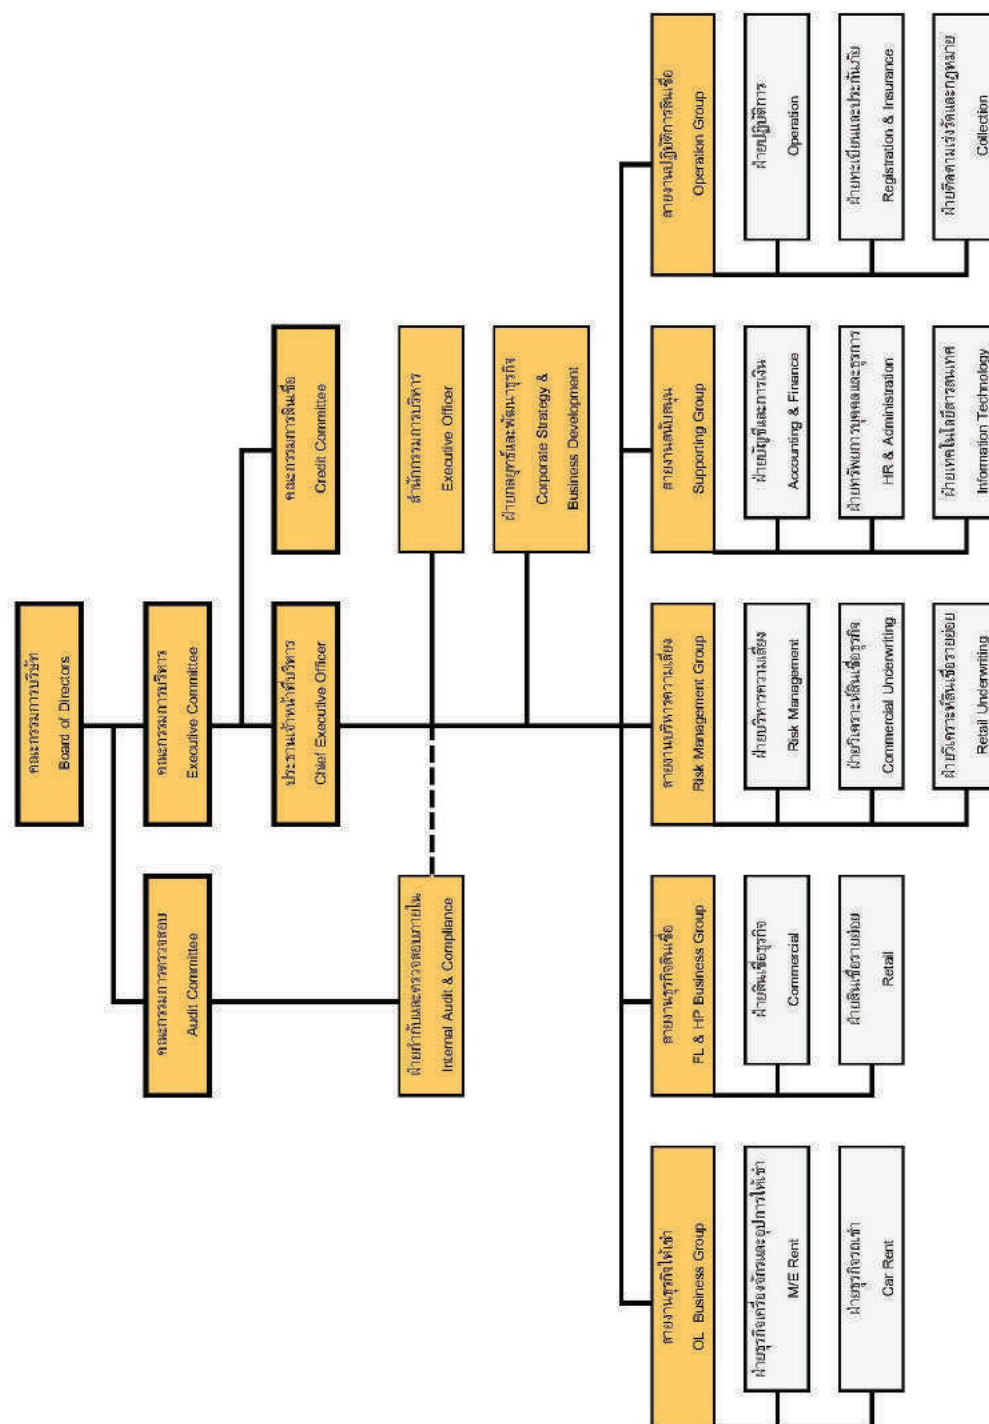 คณะกรรมการบริษัท
Board of Directors
คณะกรรมการตรวจสอบ
Audit Committee
คณะกรรมการบริหาร
Executive Committee
ประธานเจ้าหน้าที่บริหาร
Chief Executive Officer
คณะกรรมการสินเชื่อ
Credit Committee
ฝ่ายกำกับและตรวจสอบภายใน
Internal Audit & Compliance
สำนักกรรมการบริหาร
Executive Officer
ฝ่ายกลยุทธ์และพัฒนาธุรกิจ
Corporate Strategy &
Business Development
สายงานธุรกิจให้เช่า
OL Business Group
ฝ่ายธุรกิจเครื่องจักรและอุปการให้เช่า
M/E Rent
ฝ่ายธุรกิจรถเช่า
Car Rent
สายงานธุรกิจสินเชื่อ
FL & HP Business Group
ฝ่ายสินเชื่อธุรกิจ
Commercial
ฝ่ายสินเชื่อรายย่อย
Retail
สายงานบริหารความเสี่ยง
Risk Management Group
ฝ่ายบริหารความเสี่ยง
Risk Management
ฝ่ายวิเคราะห์สินเชื่อธุรกิจ
Commercial Underwriting
ฝ่ายวิเคราะห์สินเชื่อรายย่อย
Retail Underwriting
สายงานสนับสนุน
Supporting Group
ฝ่ายบัญชีและการเงิน
Accounting & Finance
ฝ่ายทรัพยการบุคคลและธุรการ
HR & Administration
ฝ่ายเทคโนโลยีสารสนเทศ
Information Technology
สายงานปฏิบัติการสินเชื่อ
Operation Group
ฝ่ายปฏิบัติการ
Operation
ฝ่ายทะเบียนและประกันภัย
Registration & Insurance
ฝ่ายติดตามเร่งรัดและกฎหมาย
Collection